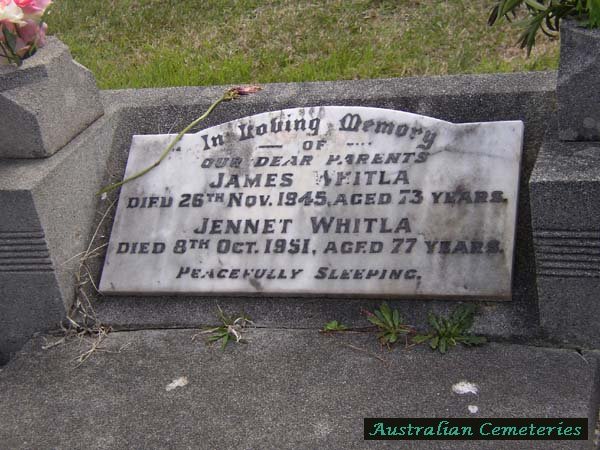 In Loving Memory
— OF —
OUR DEAR PARENTS
JAMES WHITLA
DIED 26TH NOV. 1945, AGED 73 YEARS.
JENNET WHITLA
DIED 8TH OCT. 1951, AGED 77 YEARS.
PEACEFULLY SLEEPING.
Australian Cemeteries